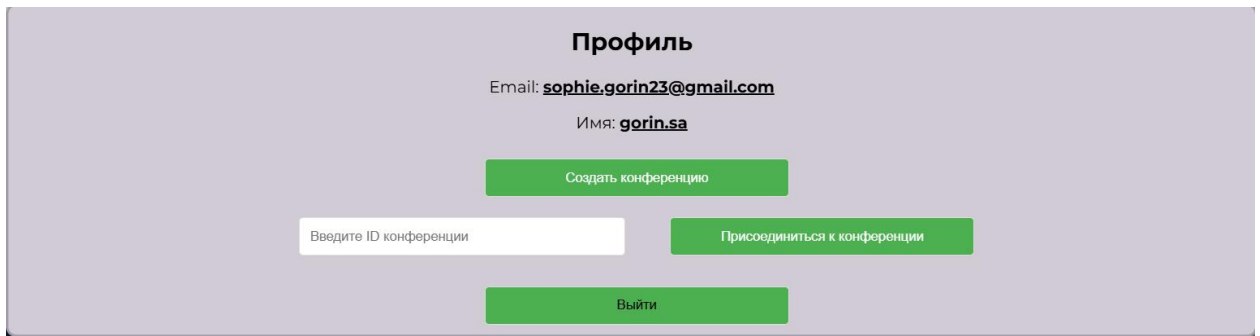 Профиль
Email: sophie.gorin23@gmail.com
Имя: gorin.sa
Создать конференцию
Введите ID конференции
Присоединиться к конференции
Выйти